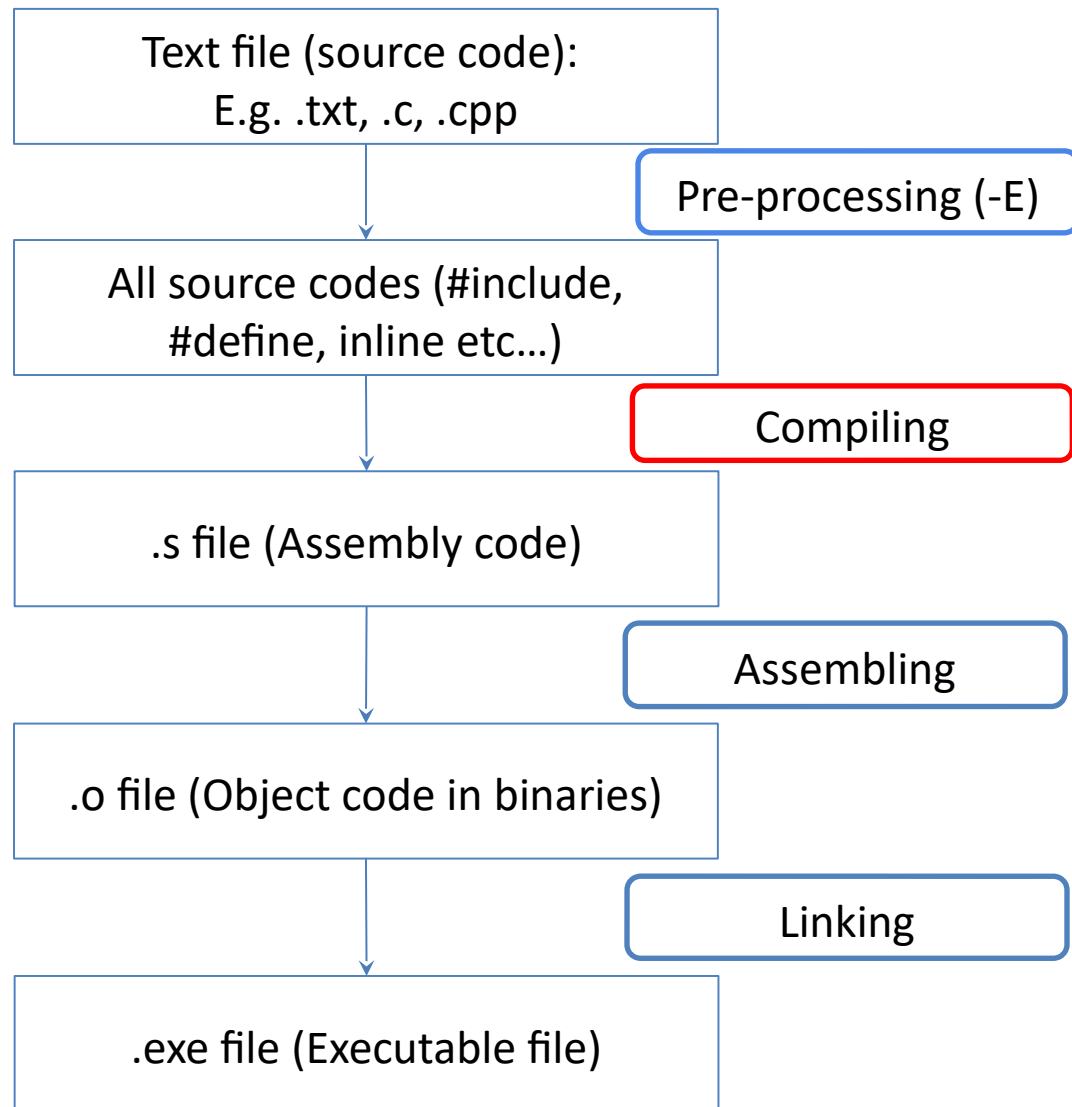 Text file (source code):
E.g. .txt, .c, .cpp
Pre-processing (-E)
All source codes (#include,
#define, inline etc…)
Compiling
.s file (Assembly code)
Assembling
.o file (Object code in binaries)
Linking
.exe file (Executable file)